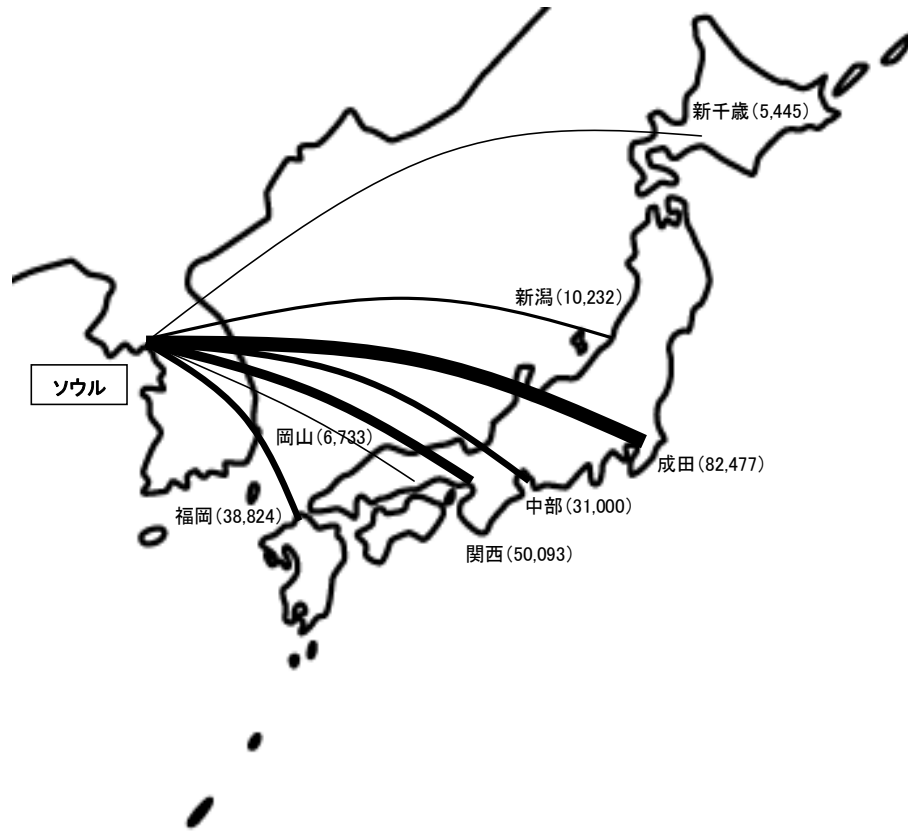 新千歳(5,445)
新潟(10,232)
ソウル
岡山(6,733)
成田(82,477)
中部(31,000)
福岡(38,824)
関西(50,093)